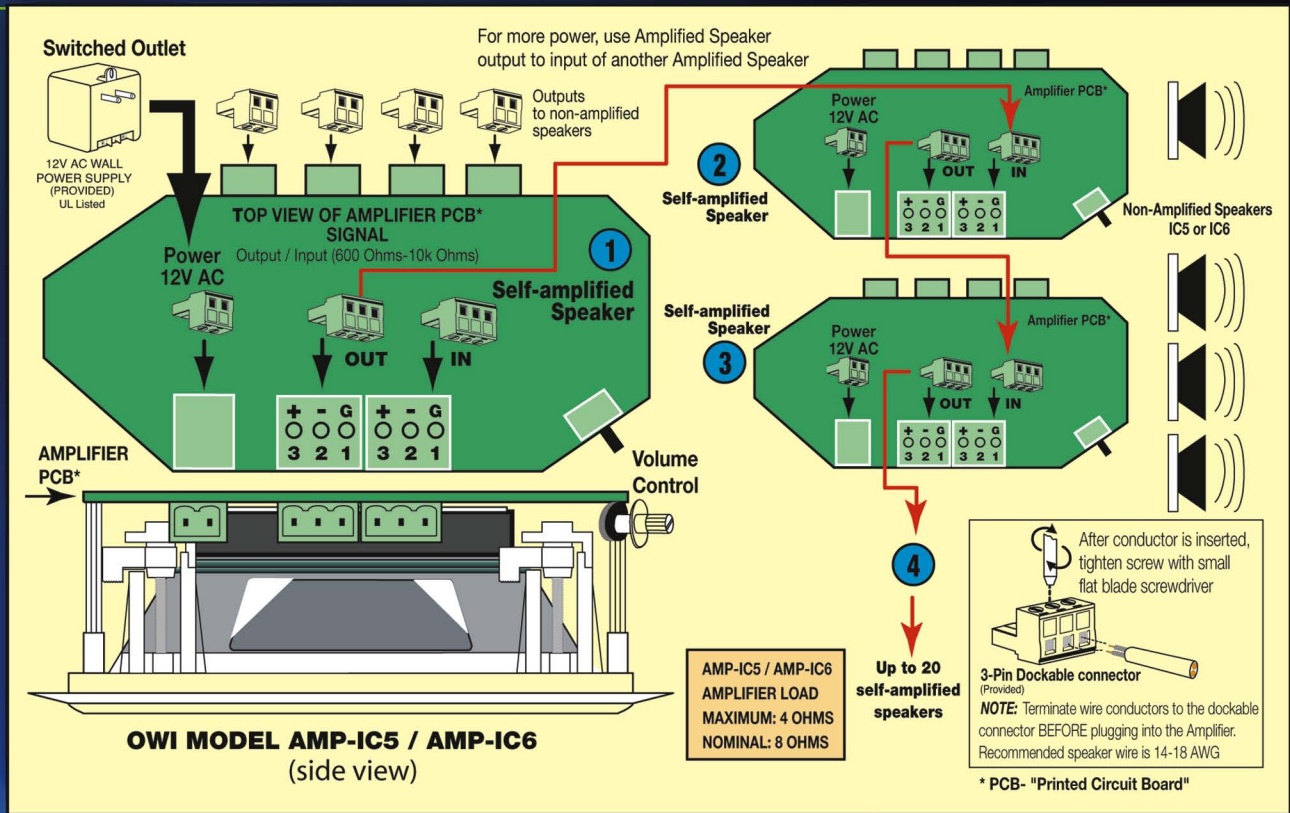 Switched Outlet
12V AC WALL
POWER SUPPLY
(PROVIDED)
UL Listed
For more power, use Amplified Speaker
output to input of another Amplified Speaker
Outputs
to non-amplified
speakers
TOP VIEW OF AMPLIFIER PCB*
SIGNAL
Output / Input (600 Ohms-10k Ohms)
Power
12V AC
1
Self-amplified
Speaker
OUT
IN
+ - G
3 2 1
+ - G
3 2 1
AMPLIFIER
PCB*
Volume
Control
OWI MODEL AMP-IC5 / AMP-IC6
(side view)
Amplifier PCB*
Power
12V AC
2
Self-amplified
Speaker
OUT
IN
+ - G
3 2 1
+ - G
3 2 1
Non-Amplified Speakers
IC5 or IC6
Self-amplified
Speaker
3
Amplifier PCB*
Power
12V AC
OUT
IN
+ - G
3 2 1
+ - G
3 2 1
4
Up to 20
self-amplified
speakers
AMP-IC5 / AMP-IC6
AMPLIFIER LOAD
MAXIMUM: 4 OHMS
NOMINAL: 8 OHMS
After conductor is inserted,
tighten screw with small
flat blade screwdriver
3-Pin Dockable connector
(Provided)
NOTE: Terminate wire conductors to the dockable
connector BEFORE plugging into the Amplifier.
Recommended speaker wire is 14-18 AWG
* PCB- "Printed Circuit Board"